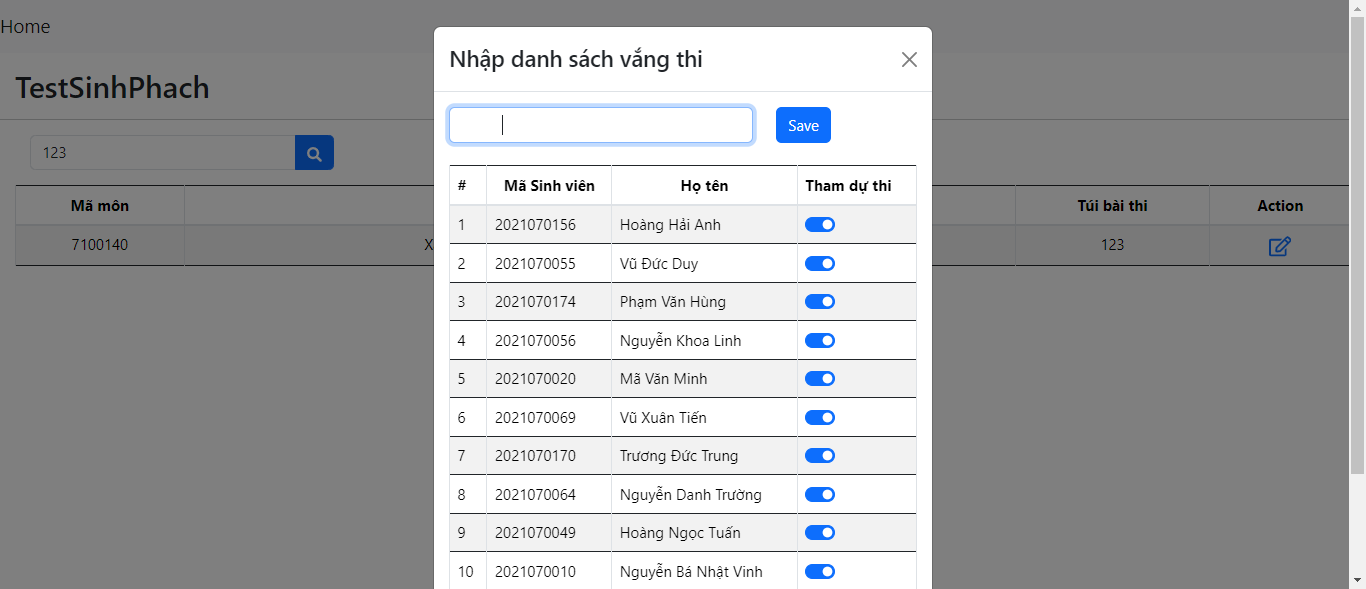 Home
Nhập danh sách vắng thi
TestSinhPhach
Save
123
# Mã Sinh viên Họ tên Tham dự thi
Mã môn Túi bài thi Action
1 2021070156 Hoàng Hải Anh
7100140 X 123
2 2021070055 Vũ Đức Duy
3 2021070174 Phạm Văn Hùng
4 2021070056 Nguyễn Khoa Linh
5 2021070020 Mã Văn Minh
6 2021070069 Vũ Xuân Tiến
7 2021070170 Trương Đức Trung
8 2021070064 Nguyễn Danh Trường
9 2021070049 Hoàng Ngọc Tuấn
10 2021070010 Nguyễn Bá Nhật Vinh